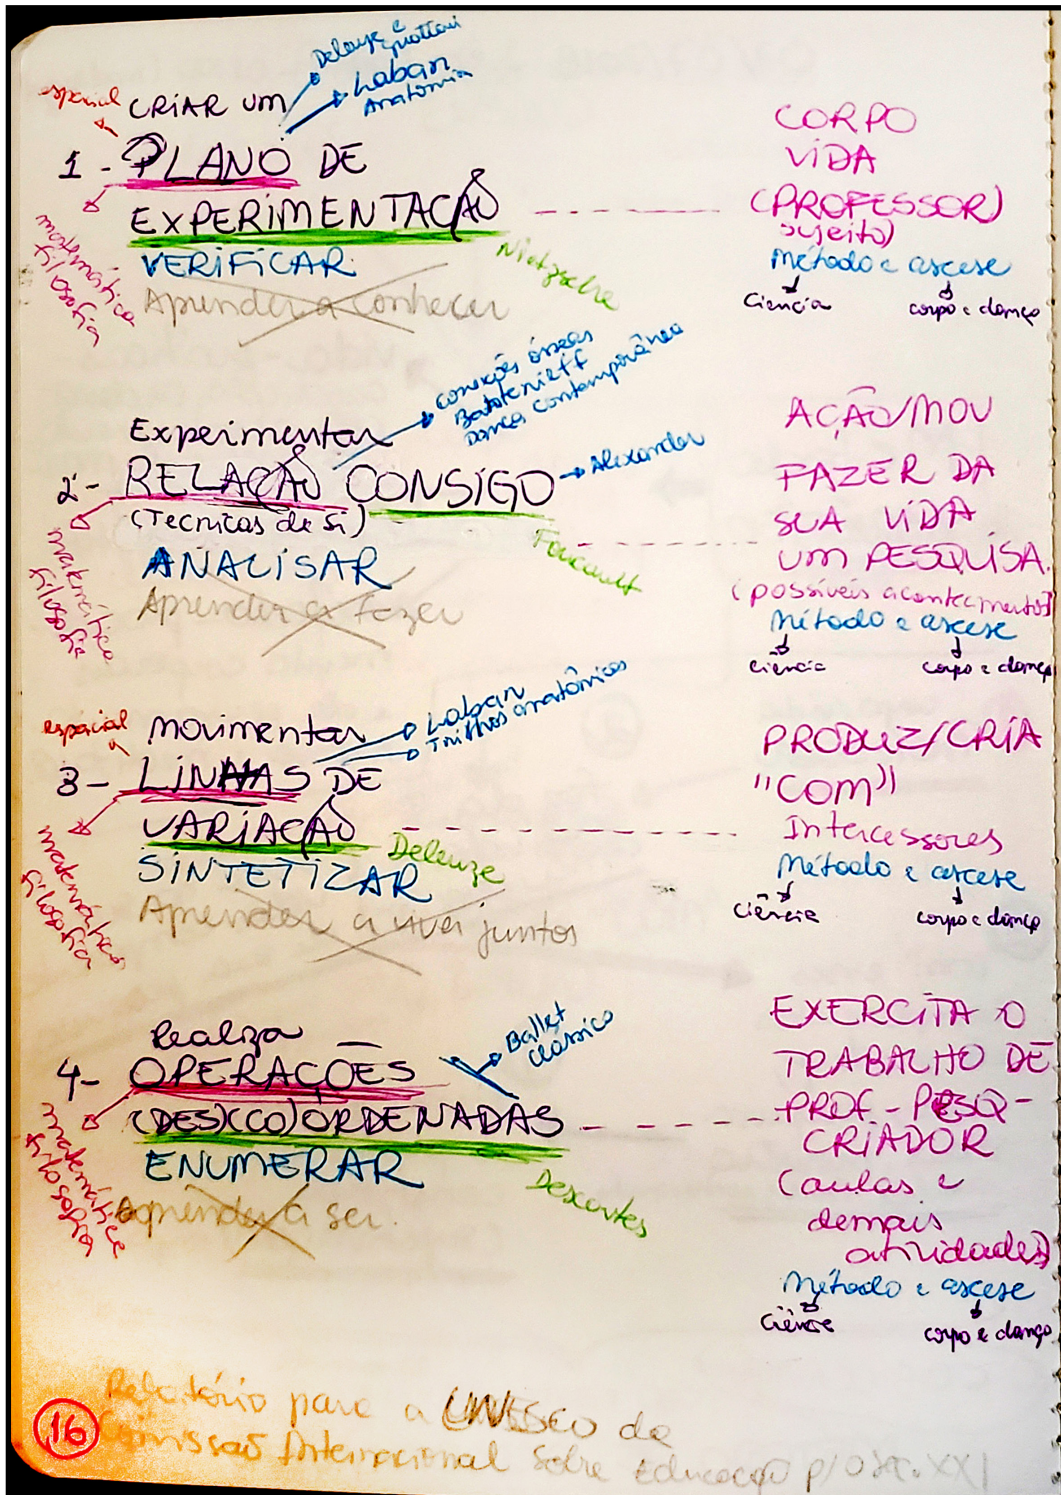 Deleuze e
Guattari
Laban
Anatomia
espacial
CRIAR UM
1 - PLANO DE
EXPERIMENTAÇÃO
matemática
filosofia
VERIFICAR
Nietzsche
Aprender a conhecer
CORPO
VIDA
(PROFESSOR)
sujeito)
Método e ascese
Ciência
corpo e dança
conexões ósseas
Bartenieff
Dança contemporânea
Experimentar
2- RELAÇÃO CONSIGO
Alexander
(Tecnicas de si)
matemática
filosofia
Foucault
ANALISAR
Aprender a Fazer
AÇÃO/MOV
FAZER DA
SUA VIDA
UM PESQUISA.
(possíveis acontecimentos)
Método e ascese
Ciência
corpo e dança
espacial
Movimentar
Laban
Trilhos anatômicos
3- LINHAS DE
VARIAÇÃO
matemática
filosofia
Deleuze
SINTETIZAR
Aprender a viver juntos
PRODUZ/CRIA
"COM"
Intercessores
Método e ascese
Ciência
corpo e dança
Realiza
Ballet
clássico
4- OPERAÇÕES
(DES)(CO)ORDENADAS
matemática
filosofia
ENUMERAR
Descartes
Aprender a ser.
EXERCITA O
TRABALHO DE
PROF-PESQ-
CRIADOR
(aulas e
demais
atividades)
Método e ascese
Ciência
corpo e dança
Relatório para a UNESCO da
Comissão Internacional Sobre Educação p/ o séc. XXI
16